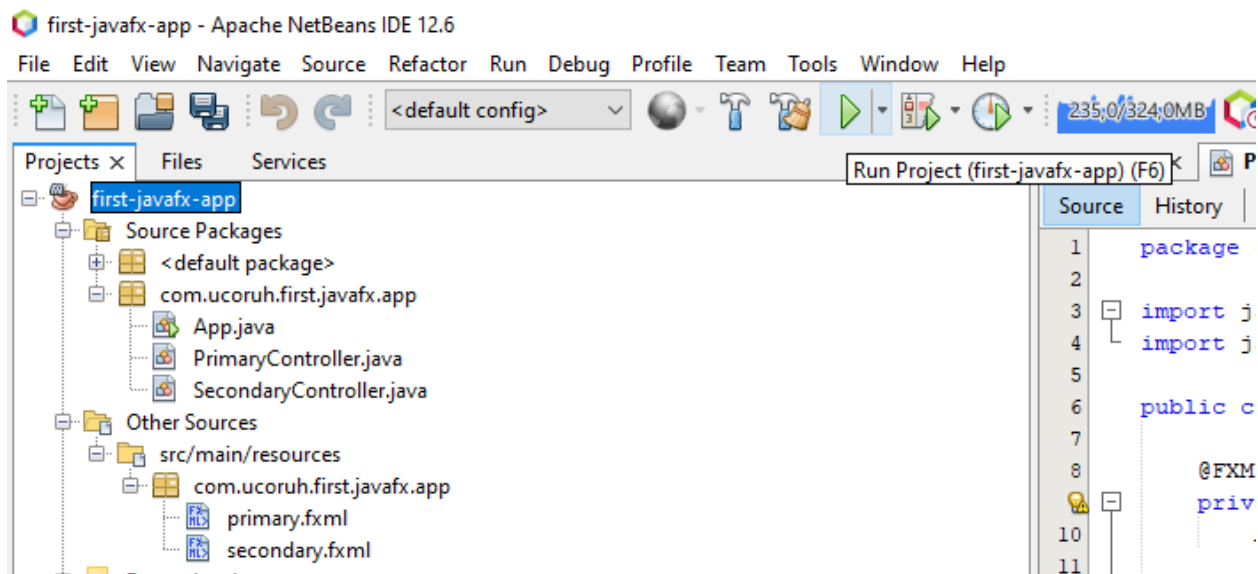 first-javafx-app - Apache NetBeans IDE 12.6
File Edit View Navigate Source Refactor Run Debug Profile Team Tools Window Help
<default config> 235,0/324,0MB
Projects Files Services Run Project (first-javafx-app) (F6) P
first-javafx-app Source History
Source Packages 1 package
<default package> 2
com.ucoruh.first.javafx.app 3 import j
App.java 4 import j
PrimaryController.java 5
SecondaryController.java 6 public c
Other Sources 7
src/main/resources 8 @FXM
com.ucoruh.first.javafx.app priv
primary.fxml 10
secondary.fxml 11